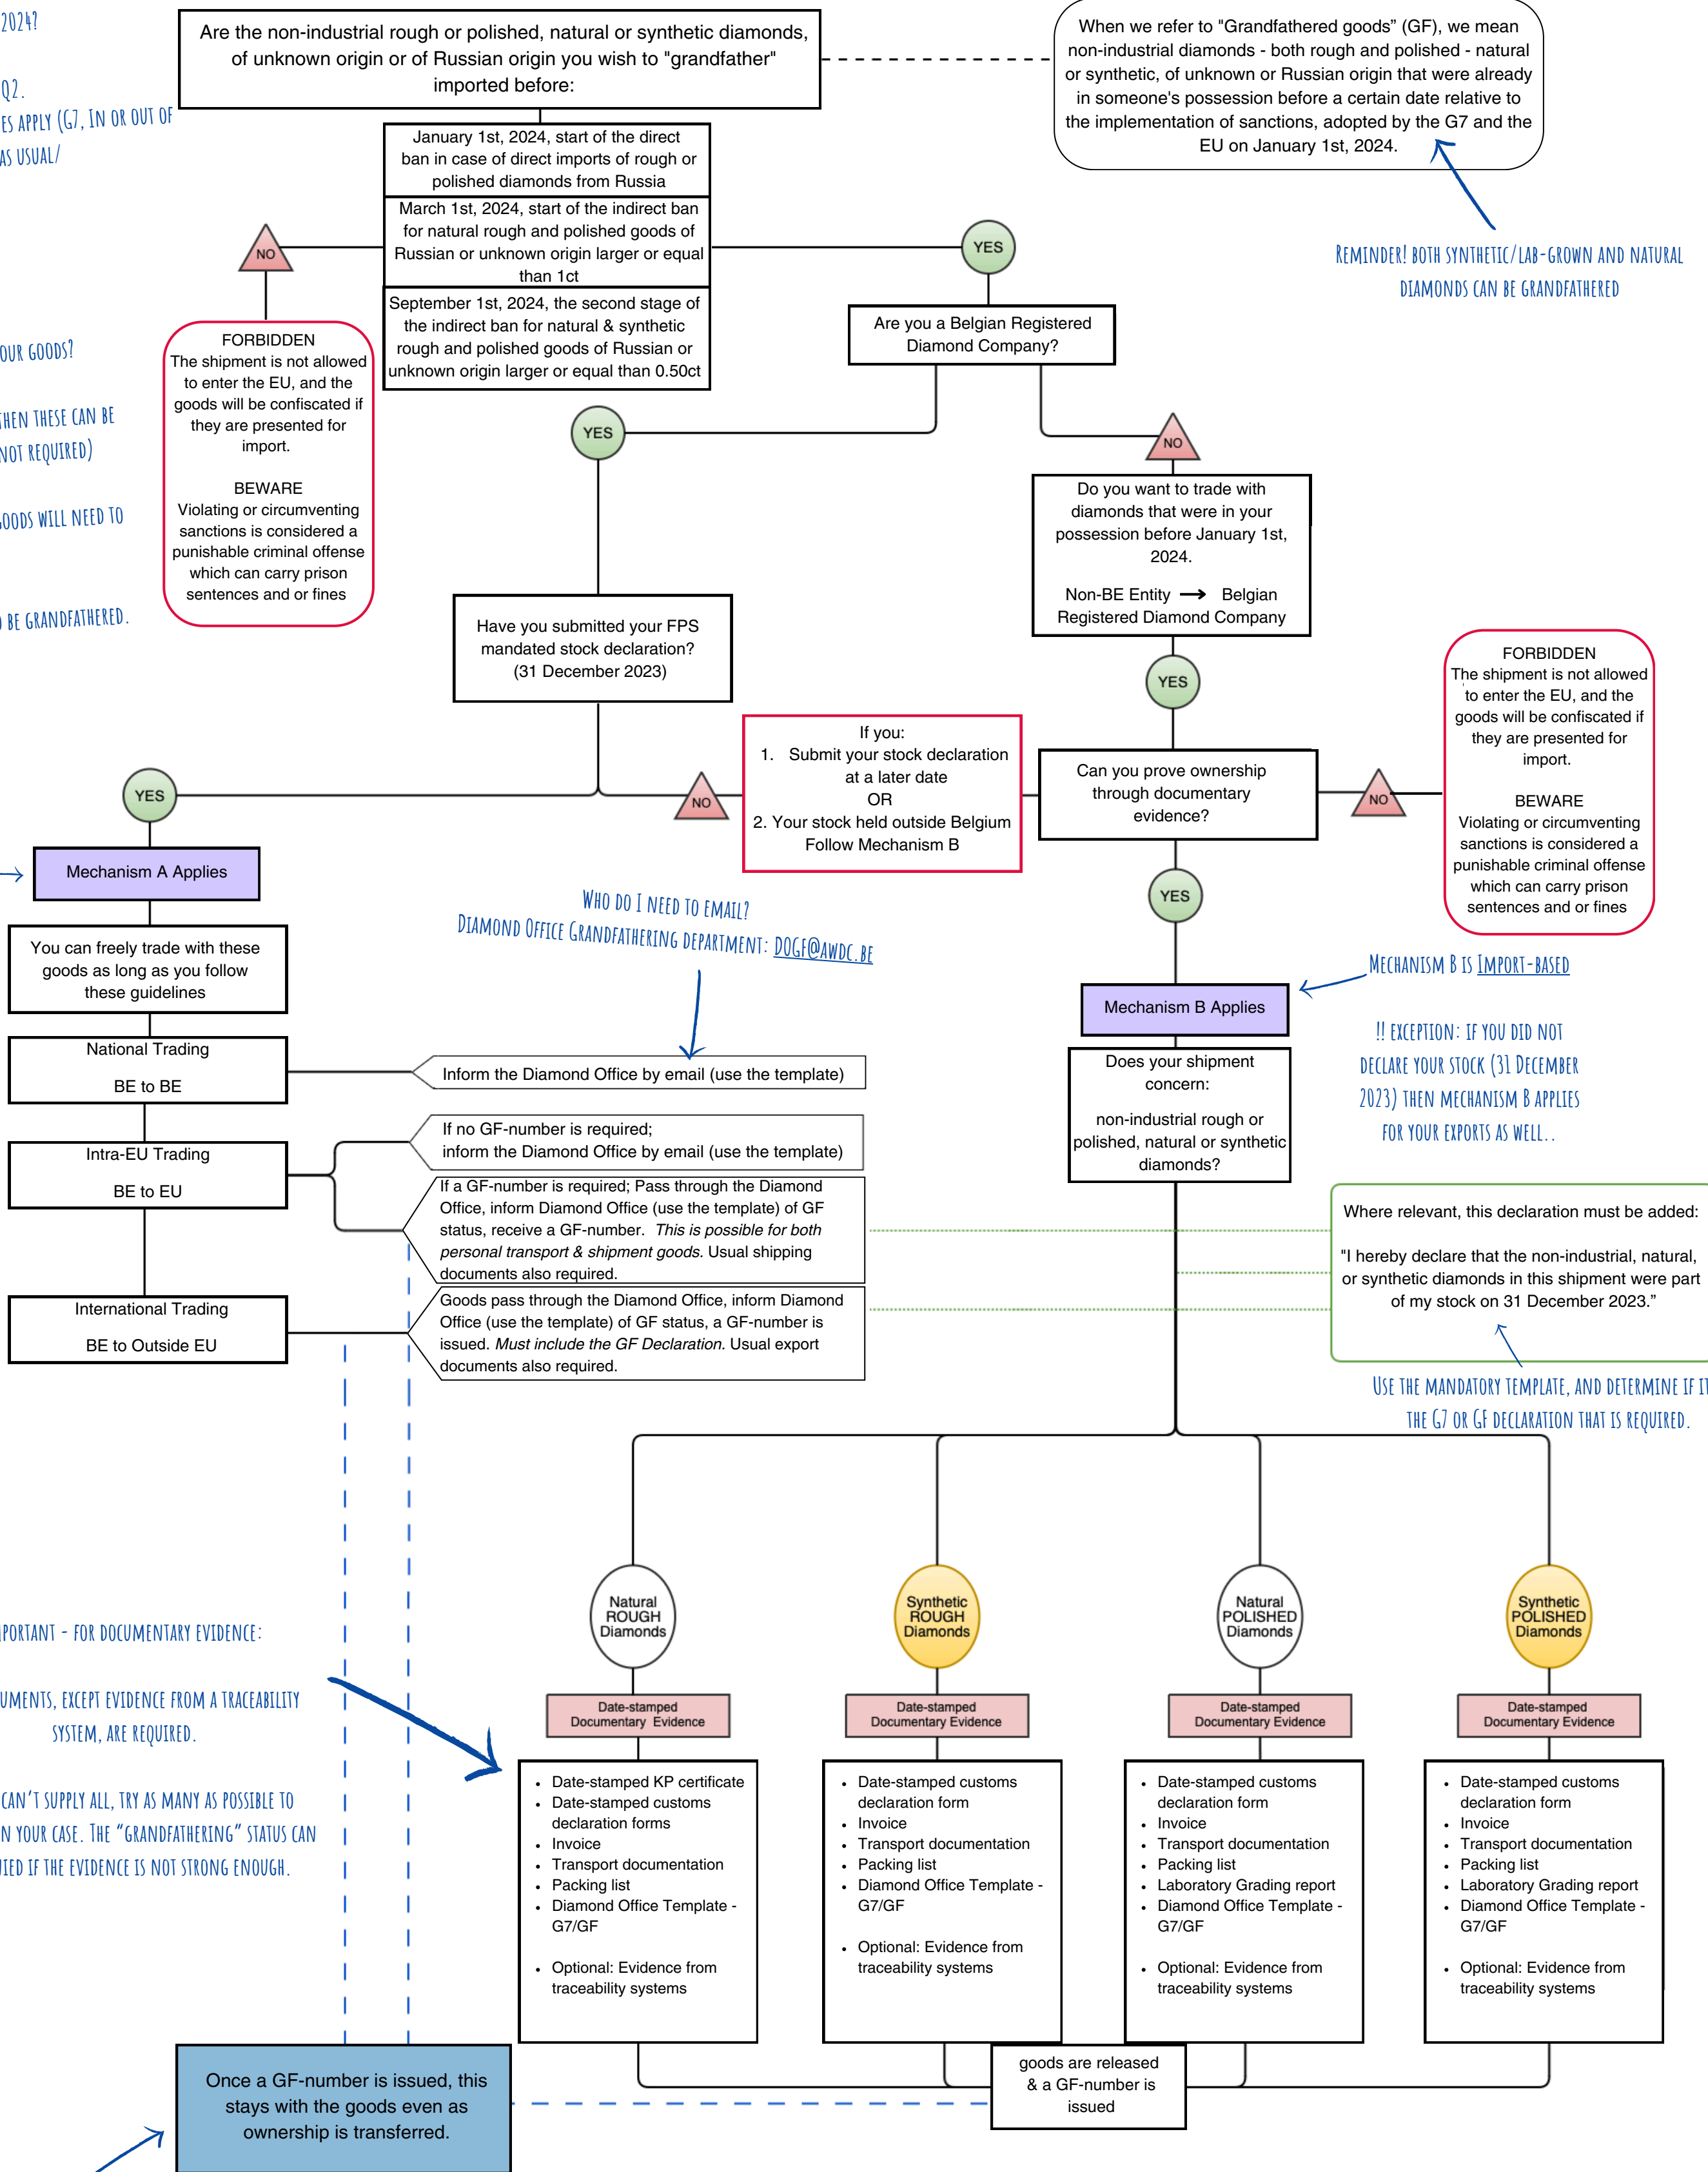 2024?
Q2.
ES APPLY (G7, IN OR OUT OF
AS USUAL/
Are the non-industrial rough or polished, natural or synthetic diamonds,
of unknown origin or of Russian origin you wish to "grandfather"
imported before:
When we refer to "Grandfathered goods” (GF), we mean
non-industrial diamonds - both rough and polished - natural
or synthetic, of unknown or Russian origin that were already
in someone's possession before a certain date relative to
the implementation of sanctions, adopted by the G7 and the
EU on January 1st, 2024.
REMINDER! BOTH SYNTHETIC/LAB-GROWN AND NATURAL
DIAMONDS CAN BE GRANDFATHERED
January 1st, 2024, start of the direct
ban in case of direct imports of rough or
polished diamonds from Russia
March 1st, 2024, start of the indirect ban
for natural rough and polished goods of
Russian or unknown origin larger or equal
than 1ct
September 1st, 2024, the second stage of
the indirect ban for natural & synthetic
rough and polished goods of Russian or
unknown origin larger or equal than 0.50ct
NO
YES
FORBIDDEN
The shipment is not allowed
to enter the EU, and the
goods will be confiscated if
they are presented for
import.
BEWARE
Violating or circumventing
sanctions is considered a
punishable criminal offense
which can carry prison
sentences and or fines
OUR GOODS?
THEN THESE CAN BE
NOT REQUIRED)
GOODS WILL NEED TO
BE GRANDFATHERED.
Are you a Belgian Registered
Diamond Company?
YES
NO
Do you want to trade with
diamonds that were in your
possession before January 1st,
2024.
Non-BE Entity → Belgian
Registered Diamond Company
YES
Have you submitted your FPS
mandated stock declaration?
(31 December 2023)
YES
NO
If you:
1. Submit your stock declaration
at a later date
OR
2. Your stock held outside Belgium
Follow Mechanism B
Can you prove ownership
through documentary
evidence?
NO
FORBIDDEN
The shipment is not allowed
to enter the EU, and the
goods will be confiscated if
they are presented for
import.
BEWARE
Violating or circumventing
sanctions is considered a
punishable criminal offense
which can carry prison
sentences and or fines
YES
Mechanism A Applies
You can freely trade with these
goods as long as you follow
these guidelines
WHO DO I NEED TO EMAIL?
DIAMOND OFFICE GRANDFATHERING DEPARTMENT: DOGF@AWDC.BE
National Trading
BE to BE
Inform the Diamond Office by email (use the template)
Intra-EU Trading
BE to EU
If no GF-number is required;
inform the Diamond Office by email (use the template)
If a GF-number is required; Pass through the Diamond
Office, inform Diamond Office (use the template) of GF
status, receive a GF-number. This is possible for both
personal transport & shipment goods. Usual shipping
documents also required.
International Trading
BE to Outside EU
Goods pass through the Diamond Office, inform Diamond
Office (use the template) of GF status, a GF-number is
issued. Must include the GF Declaration. Usual export
documents also required.
Mechanism B Applies
MECHANISM B IS IMPORT-BASED
!! EXCEPTION: IF YOU DID NOT
DECLARE YOUR STOCK (31 DECEMBER
2023) THEN MECHANISM B APPLIES
FOR YOUR EXPORTS AS WELL..
Does your shipment
concern:
non-industrial rough or
polished, natural or synthetic
diamonds?
Where relevant, this declaration must be added:
"I hereby declare that the non-industrial, natural,
or synthetic diamonds in this shipment were part
of my stock on 31 December 2023.”
USE THE MANDATORY TEMPLATE, AND DETERMINE IF IT
THE G7 OR GF DECLARATION THAT IS REQUIRED.
Natural
ROUGH
Diamonds
Synthetic
ROUGH
Diamonds
Natural
POLISHED
Diamonds
Synthetic
POLISHED
Diamonds
PORTANT - FOR DOCUMENTARY EVIDENCE:
UMENTS, EXCEPT EVIDENCE FROM A TRACEABILITY
SYSTEM, ARE REQUIRED.
CAN'T SUPPLY ALL, TRY AS MANY AS POSSIBLE TO
N YOUR CASE. THE “GRANDFATHERING” STATUS CAN
IED IF THE EVIDENCE IS NOT STRONG ENOUGH.
Date-stamped
Documentary Evidence
Date-stamped
Documentary Evidence
Date-stamped
Documentary Evidence
Date-stamped
Documentary Evidence
• Date-stamped KP certificate
• Date-stamped customs
declaration forms
• Invoice
• Transport documentation
• Packing list
• Diamond Office Template -
G7/GF
• Optional: Evidence from
traceability systems
• Date-stamped customs
declaration form
• Invoice
• Transport documentation
• Packing list
• Diamond Office Template -
G7/GF
• Optional: Evidence from
traceability systems
• Date-stamped customs
declaration form
• Invoice
• Transport documentation
• Packing list
• Laboratory Grading report
• Diamond Office Template -
G7/GF
• Optional: Evidence from
traceability systems
• Date-stamped customs
declaration form
• Invoice
• Transport documentation
• Packing list
• Laboratory Grading report
• Diamond Office Template -
G7/GF
• Optional: Evidence from
traceability systems
goods are released
& a GF-number is
issued
Once a GF-number is issued, this
stays with the goods even as
ownership is transferred.